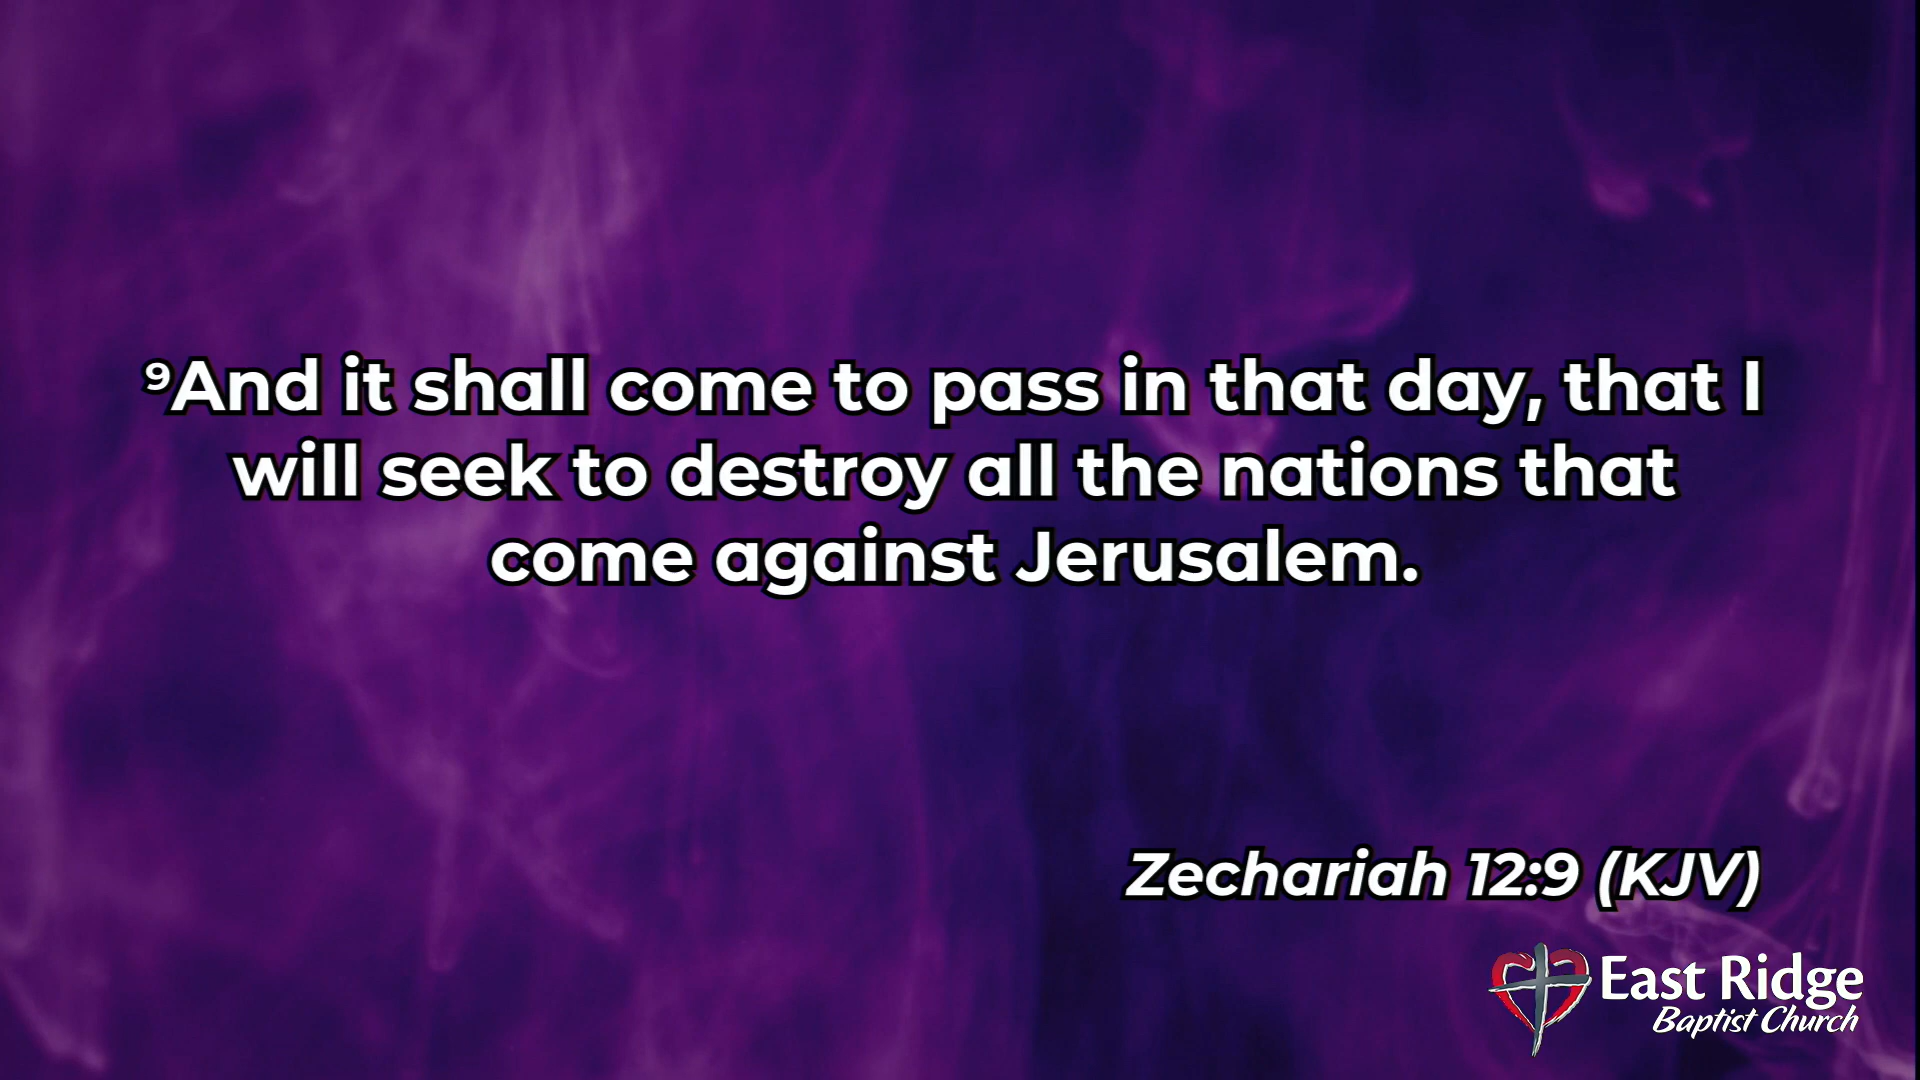 ⁹And it shall come to pass in that day, that I
will seek to destroy all the nations that
come against Jerusalem.
Zechariah 12:9 (KJV)
East Ridge
Baptist Church